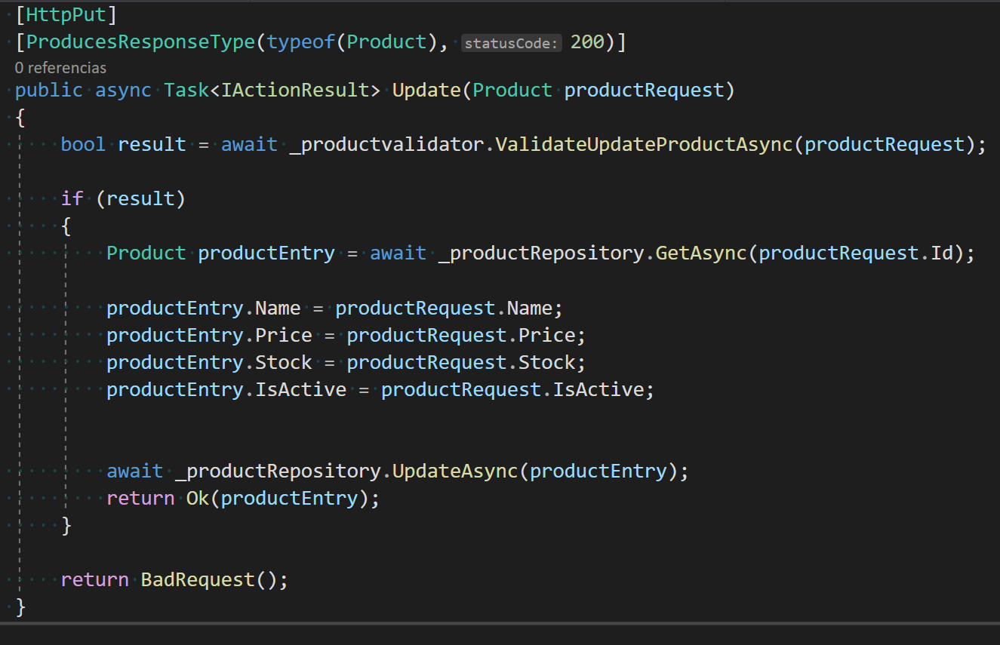 [HttpPut]
[ProducesResponseType(typeof(Product), statusCode: 200)]
0 referencias
public async Task<IActionResult> Update(Product productRequest)
{
bool result = await _productvalidator.ValidateUpdateProductAsync(productRequest);
if (result)
{
Product productEntry = await _productRepository.GetAsync(productRequest.Id);
productEntry.Name = productRequest.Name;
productEntry.Price = productRequest.Price;
productEntry.Stock = productRequest.Stock;
productEntry.IsActive = productRequest.IsActive;
await _productRepository.UpdateAsync(productEntry);
return Ok(productEntry);
}
return BadRequest();
}